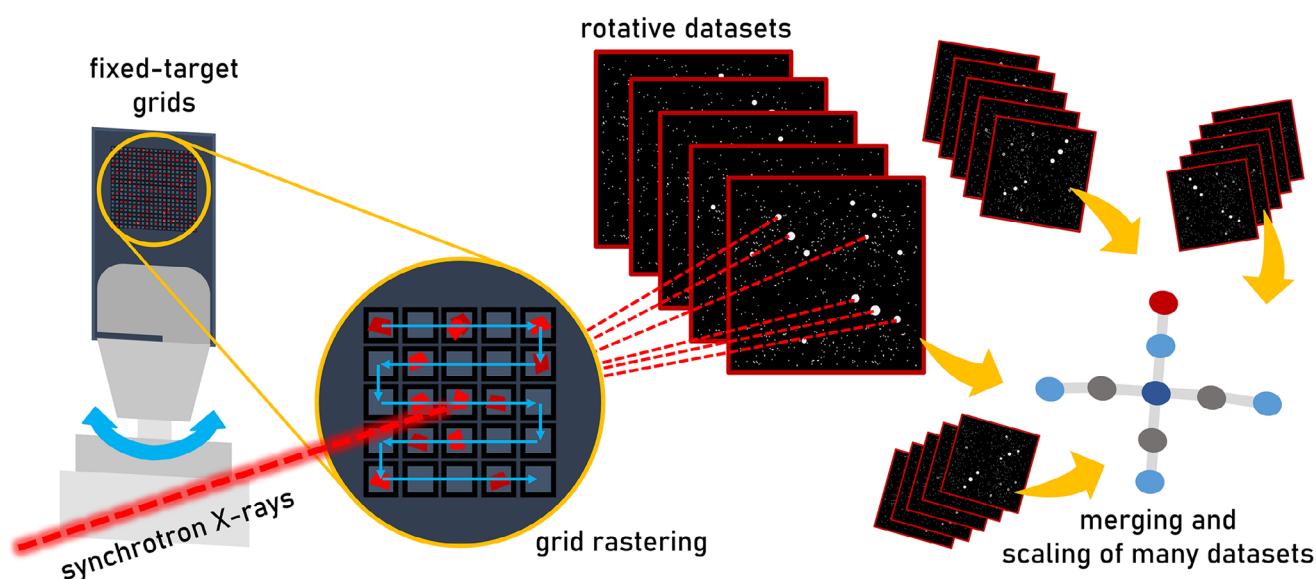 fixed-target
grids
rotative datasets
synchrotron X-rays
grid rastering
merging and
scaling of many datasets